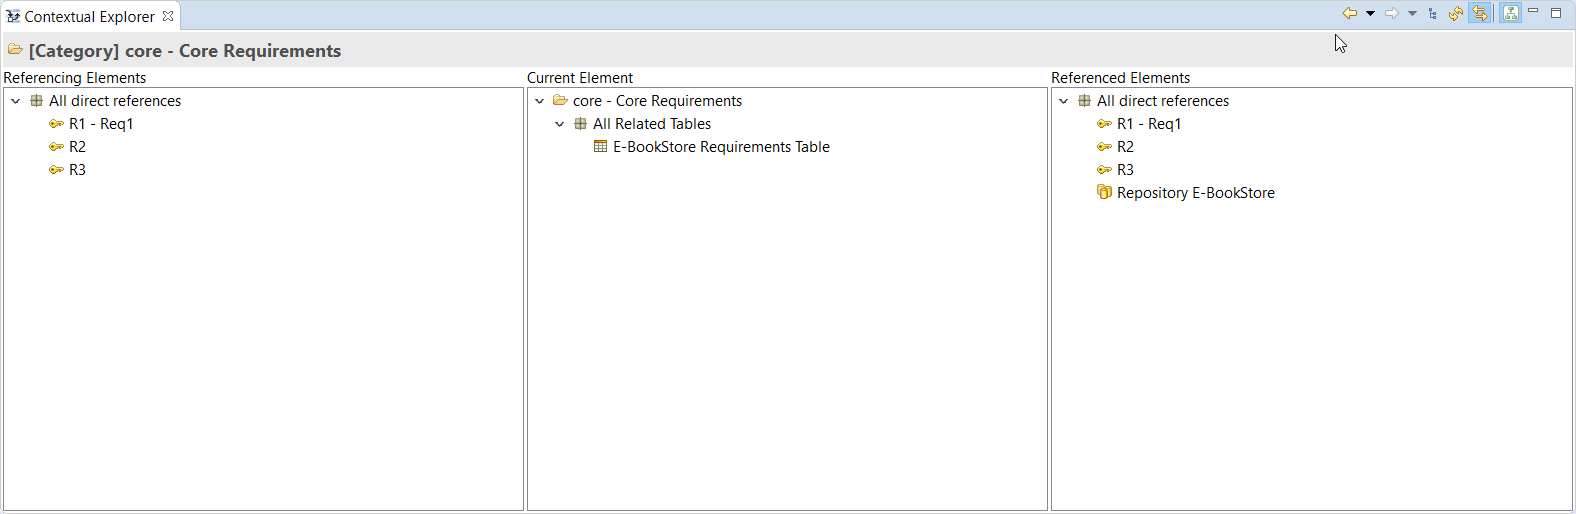 Contextual Explorer
[Category] core - Core Requirements
Referencing Elements
All direct references
R1 - Req1
R2
R3
Current Element
core - Core Requirements
All Related Tables
E-BookStore Requirements Table
Referenced Elements
All direct references
R1 - Req1
R2
R3
Repository E-BookStore